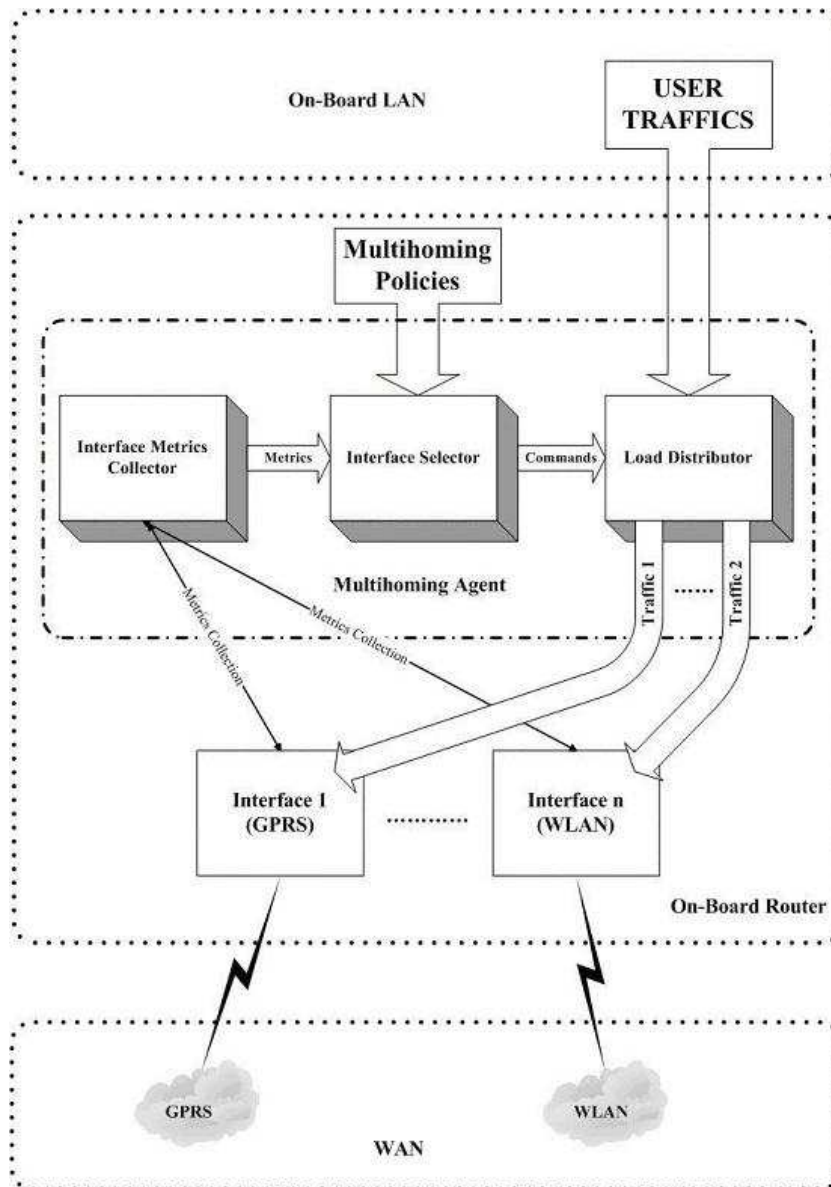 On-Board LAN
USER
TRAFFICS
Multihoming
Policies
Interface Metrics
Collector
Metrics
Interface Selector
Commands
Load Distributor
Multihoming Agent
Traffic 1
......
Traffic 2
Metrics Collection
Metrics Collection
Interface 1
(GPRS)
............
Interface n
(WLAN)
On-Board Router
GPRS
WLAN
WAN